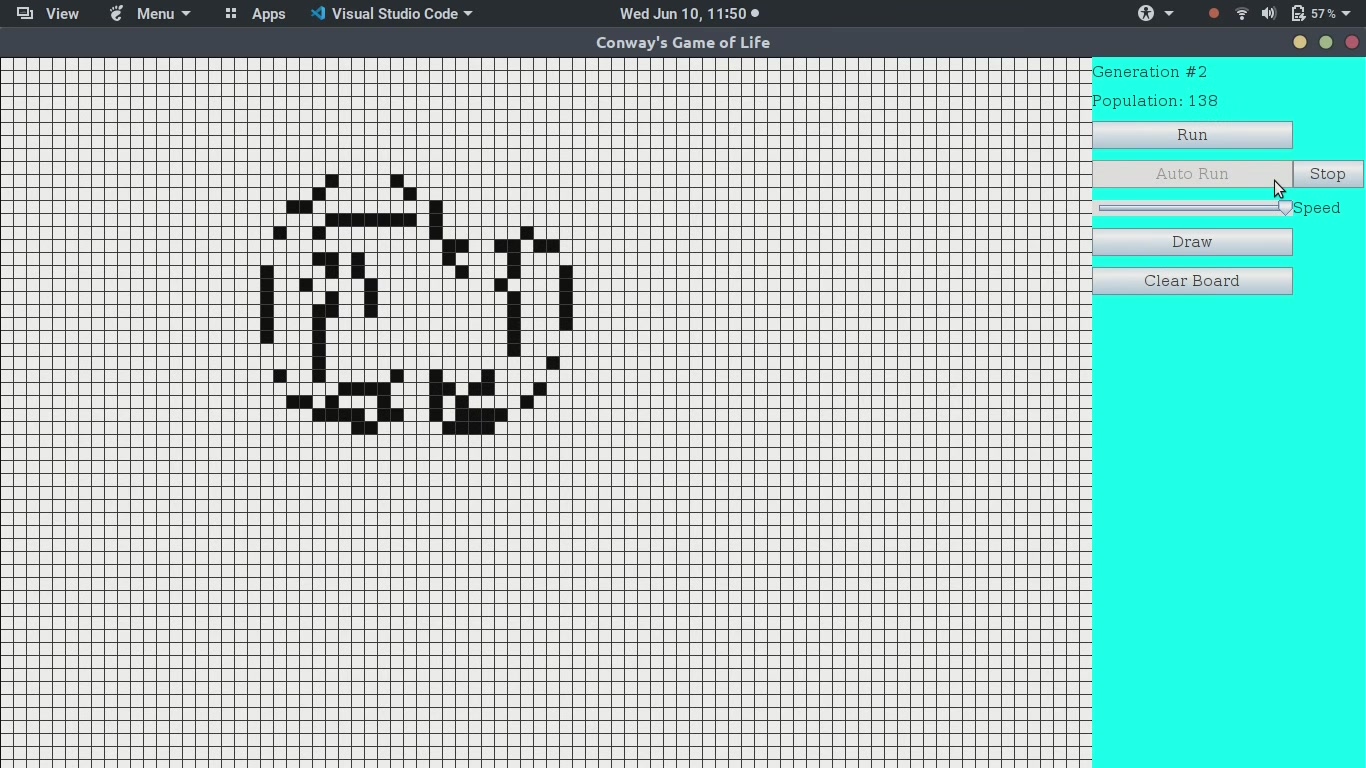 View Menu Apps Visual Studio Code Wed Jun 10, 11:50 57%
Conway's Game of Life
Generation #2
Population: 138
Run
Auto Run Stop
Speed
Draw
Clear Board